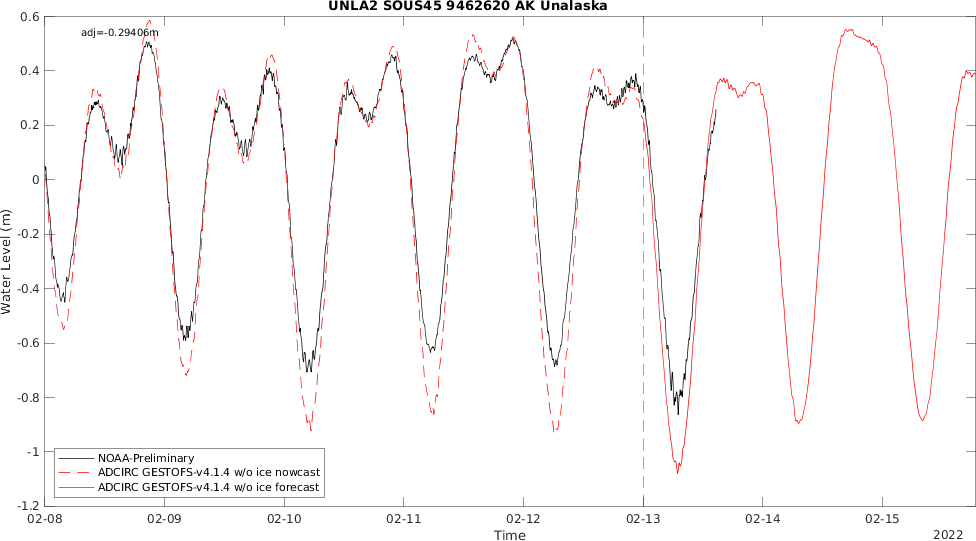 UNLA2 SOUS45 9462620 AK Unalaska
adj=-0.29406m
0.6
0.4
0.2
0
-0.2
-0.4
-0.6
-0.8
-1
-1.2
Water Level (m)
NOAA-Preliminary
ADCIRC GESTOFS-v4.1.4 w/o ice nowcast
ADCIRC GESTOFS-v4.1.4 w/o ice forecast
02-08 02-09 02-10 02-11 02-12 02-13 02-14 02-15
Time
2022